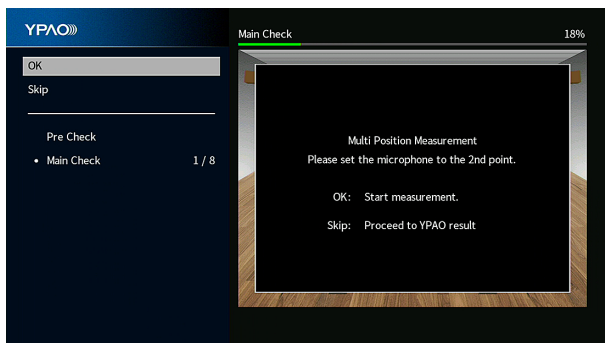 YPAO
OK
Skip
Pre Check
• Main Check 1 / 8
Main Check 18%
Multi Position Measurement
Please set the microphone to the 2nd point.
OK: Start measurement.
Skip: Proceed to YPAO result